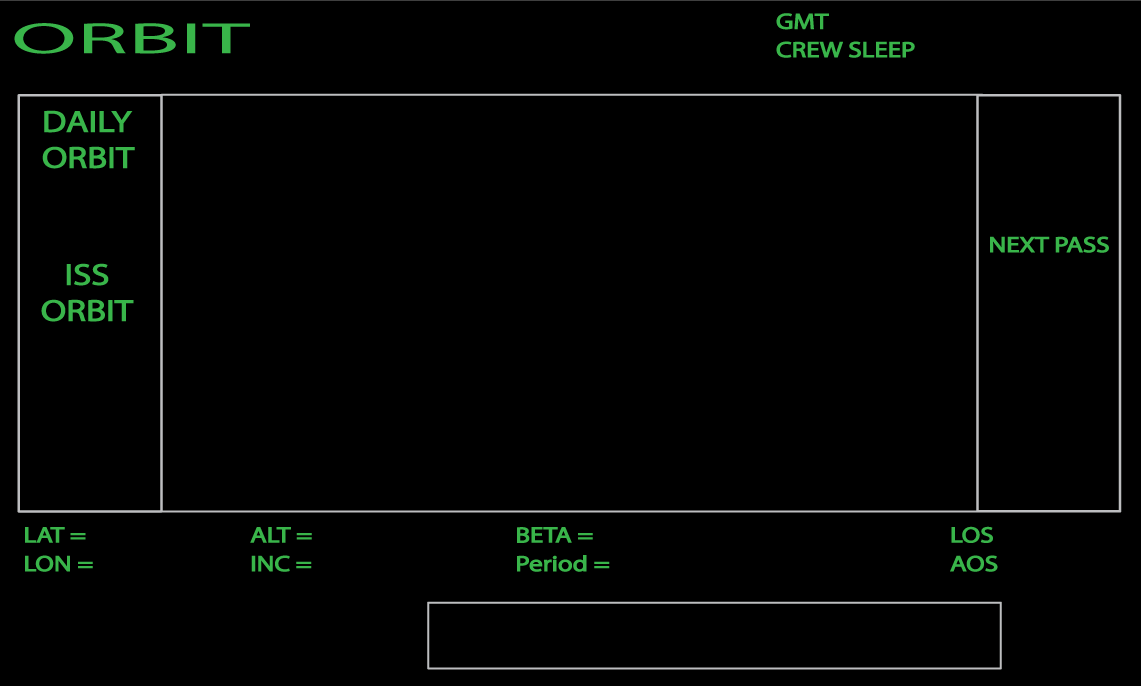 ORBIT
GMT
CREW SLEEP
DAILY
ORBIT
ISS
ORBIT
NEXT PASS
LAT =
LON =
ALT =
INC =
BETA =
Period =
LOS
AOS